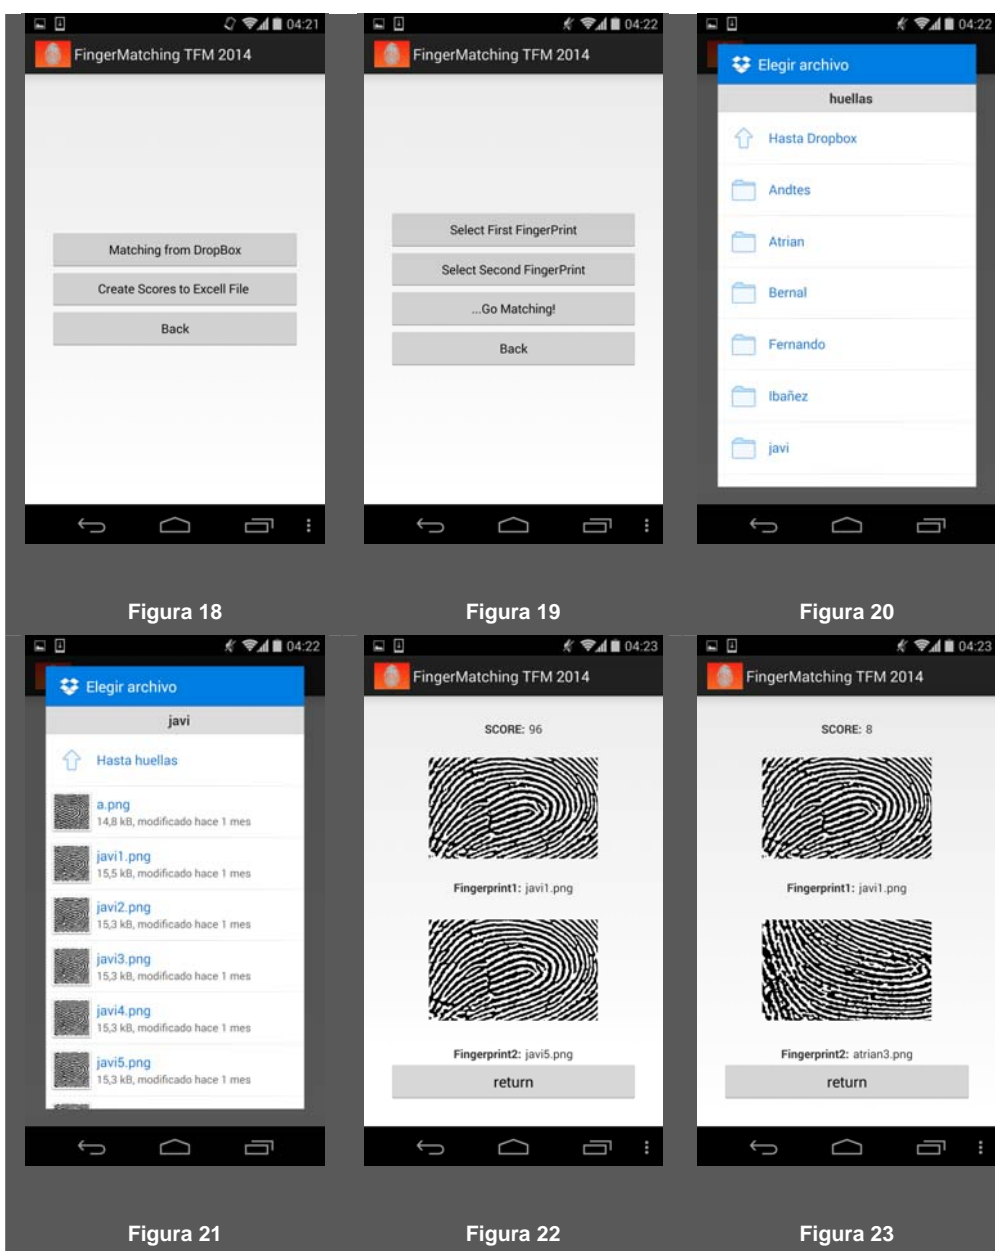 04:21
FingerMatching TFM 2014
Matching from DropBox
Create Scores to Excell File
Back
Figura 18
04:22
FingerMatching TFM 2014
Select First FingerPrint
Select Second FingerPrint
...Go Matching!
Back
Figura 19
04:22
Elegir archivo
huellas
Hasta Dropbox
Andtes
Atrian
Bernal
Fernando
Ibañez
javi
Figura 20
04:22
Elegir archivo
javi
Hasta huellas
a.png
14,8 kB, modificado hace 1 mes
javi1.png
15,5 kB, modificado hace 1 mes
javi2.png
15,3 kB, modificado hace 1 mes
javi3.png
15,3 kB, modificado hace 1 mes
javi4.png
15,3 kB, modificado hace 1 mes
javi5.png
15,3 kB, modificado hace 1 mes
Figura 21
04:23
FingerMatching TFM 2014
SCORE: 96
Fingerprint1: javi1.png
Fingerprint2: javi5.png
return
Figura 22
04:23
FingerMatching TFM 2014
SCORE: 8
Fingerprint1: javi1.png
Fingerprint2: atrian3.png
return
Figura 23